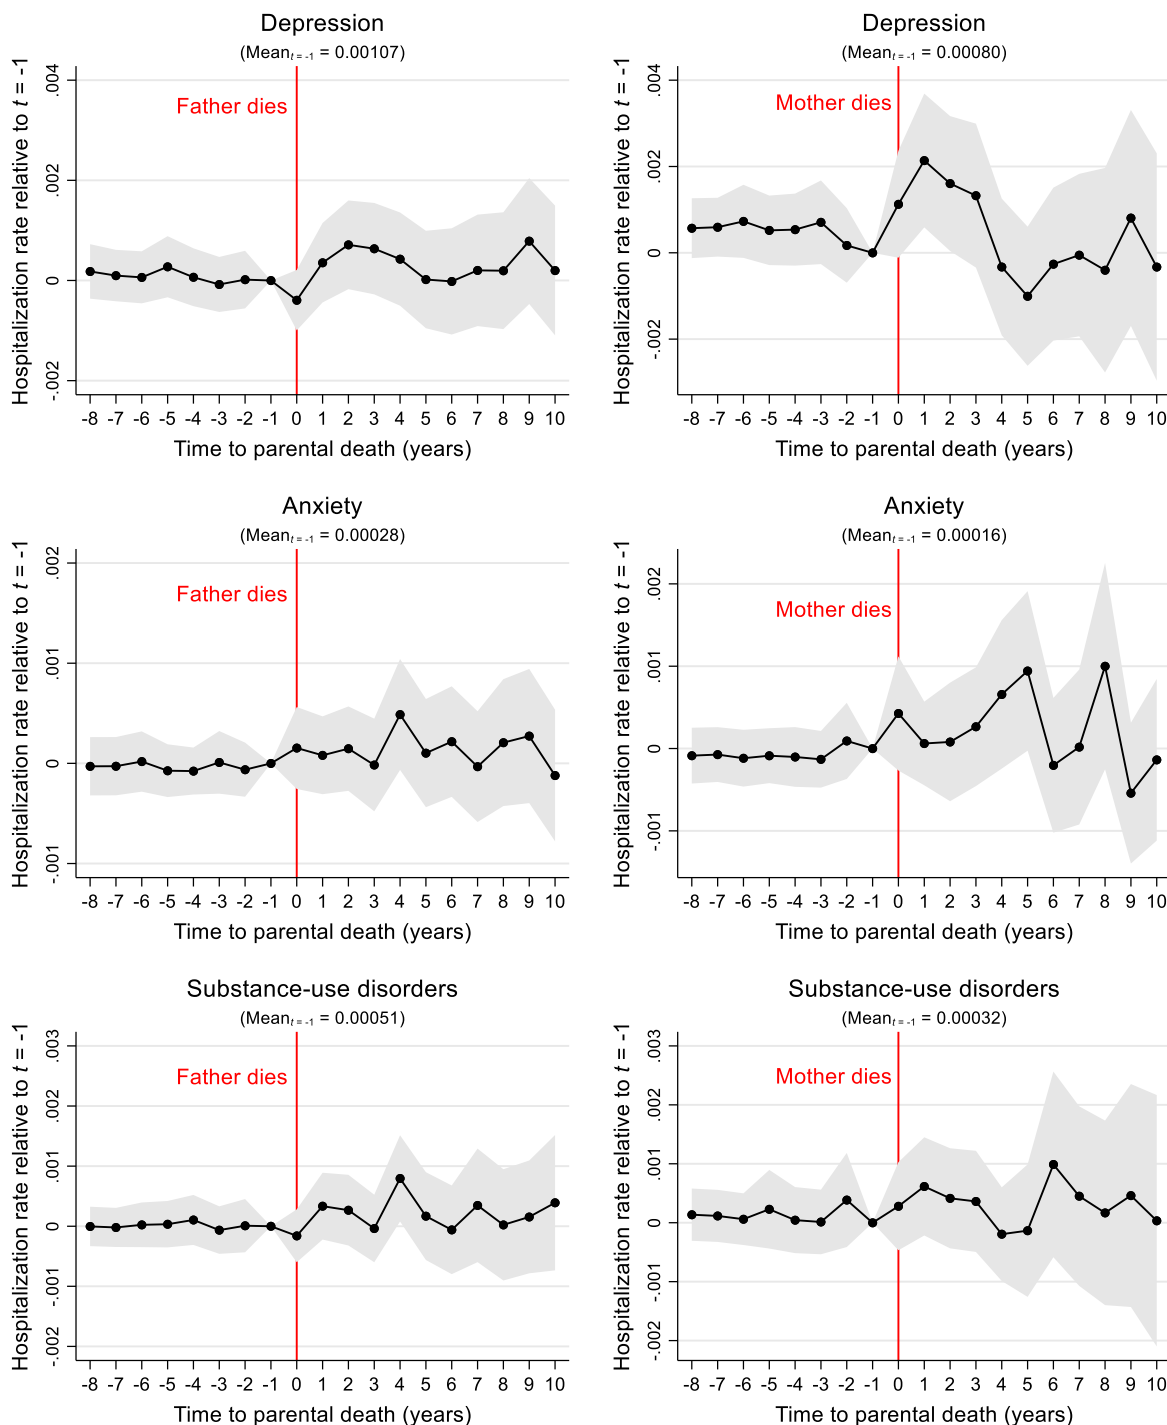 Depression
(Mean t = -1 = 0.00107)
Hospitalization rate relative to t = -1
.004
.002
0
-.002
Father dies
-8 -7 -6 -5 -4 -3 -2 -1 0 1 2 3 4 5 6 7 8 9 10
Time to parental death (years)
Depression
(Mean t = -1 = 0.00080)
Hospitalization rate relative to t = -1
.004
.002
0
-.002
Mother dies
-8 -7 -6 -5 -4 -3 -2 -1 0 1 2 3 4 5 6 7 8 9 10
Time to parental death (years)
Anxiety
(Mean t = -1 = 0.00028)
Hospitalization rate relative to t = -1
.002
.001
0
-.001
Father dies
-8 -7 -6 -5 -4 -3 -2 -1 0 1 2 3 4 5 6 7 8 9 10
Time to parental death (years)
Anxiety
(Mean t = -1 = 0.00016)
Hospitalization rate relative to t = -1
.002
.001
0
-.001
Mother dies
-8 -7 -6 -5 -4 -3 -2 -1 0 1 2 3 4 5 6 7 8 9 10
Time to parental death (years)
Substance-use disorders
(Mean t = -1 = 0.00051)
Hospitalization rate relative to t = -1
.003
.002
.001
0
-.001
-.002
Father dies
-8 -7 -6 -5 -4 -3 -2 -1 0 1 2 3 4 5 6 7 8 9 10
Time to parental death (years)
Substance-use disorders
(Mean t = -1 = 0.00032)
Hospitalization rate relative to t = -1
.003
.002
.001
0
-.001
-.002
Mother dies
-8 -7 -6 -5 -4 -3 -2 -1 0 1 2 3 4 5 6 7 8 9 10
Time to parental death (years)